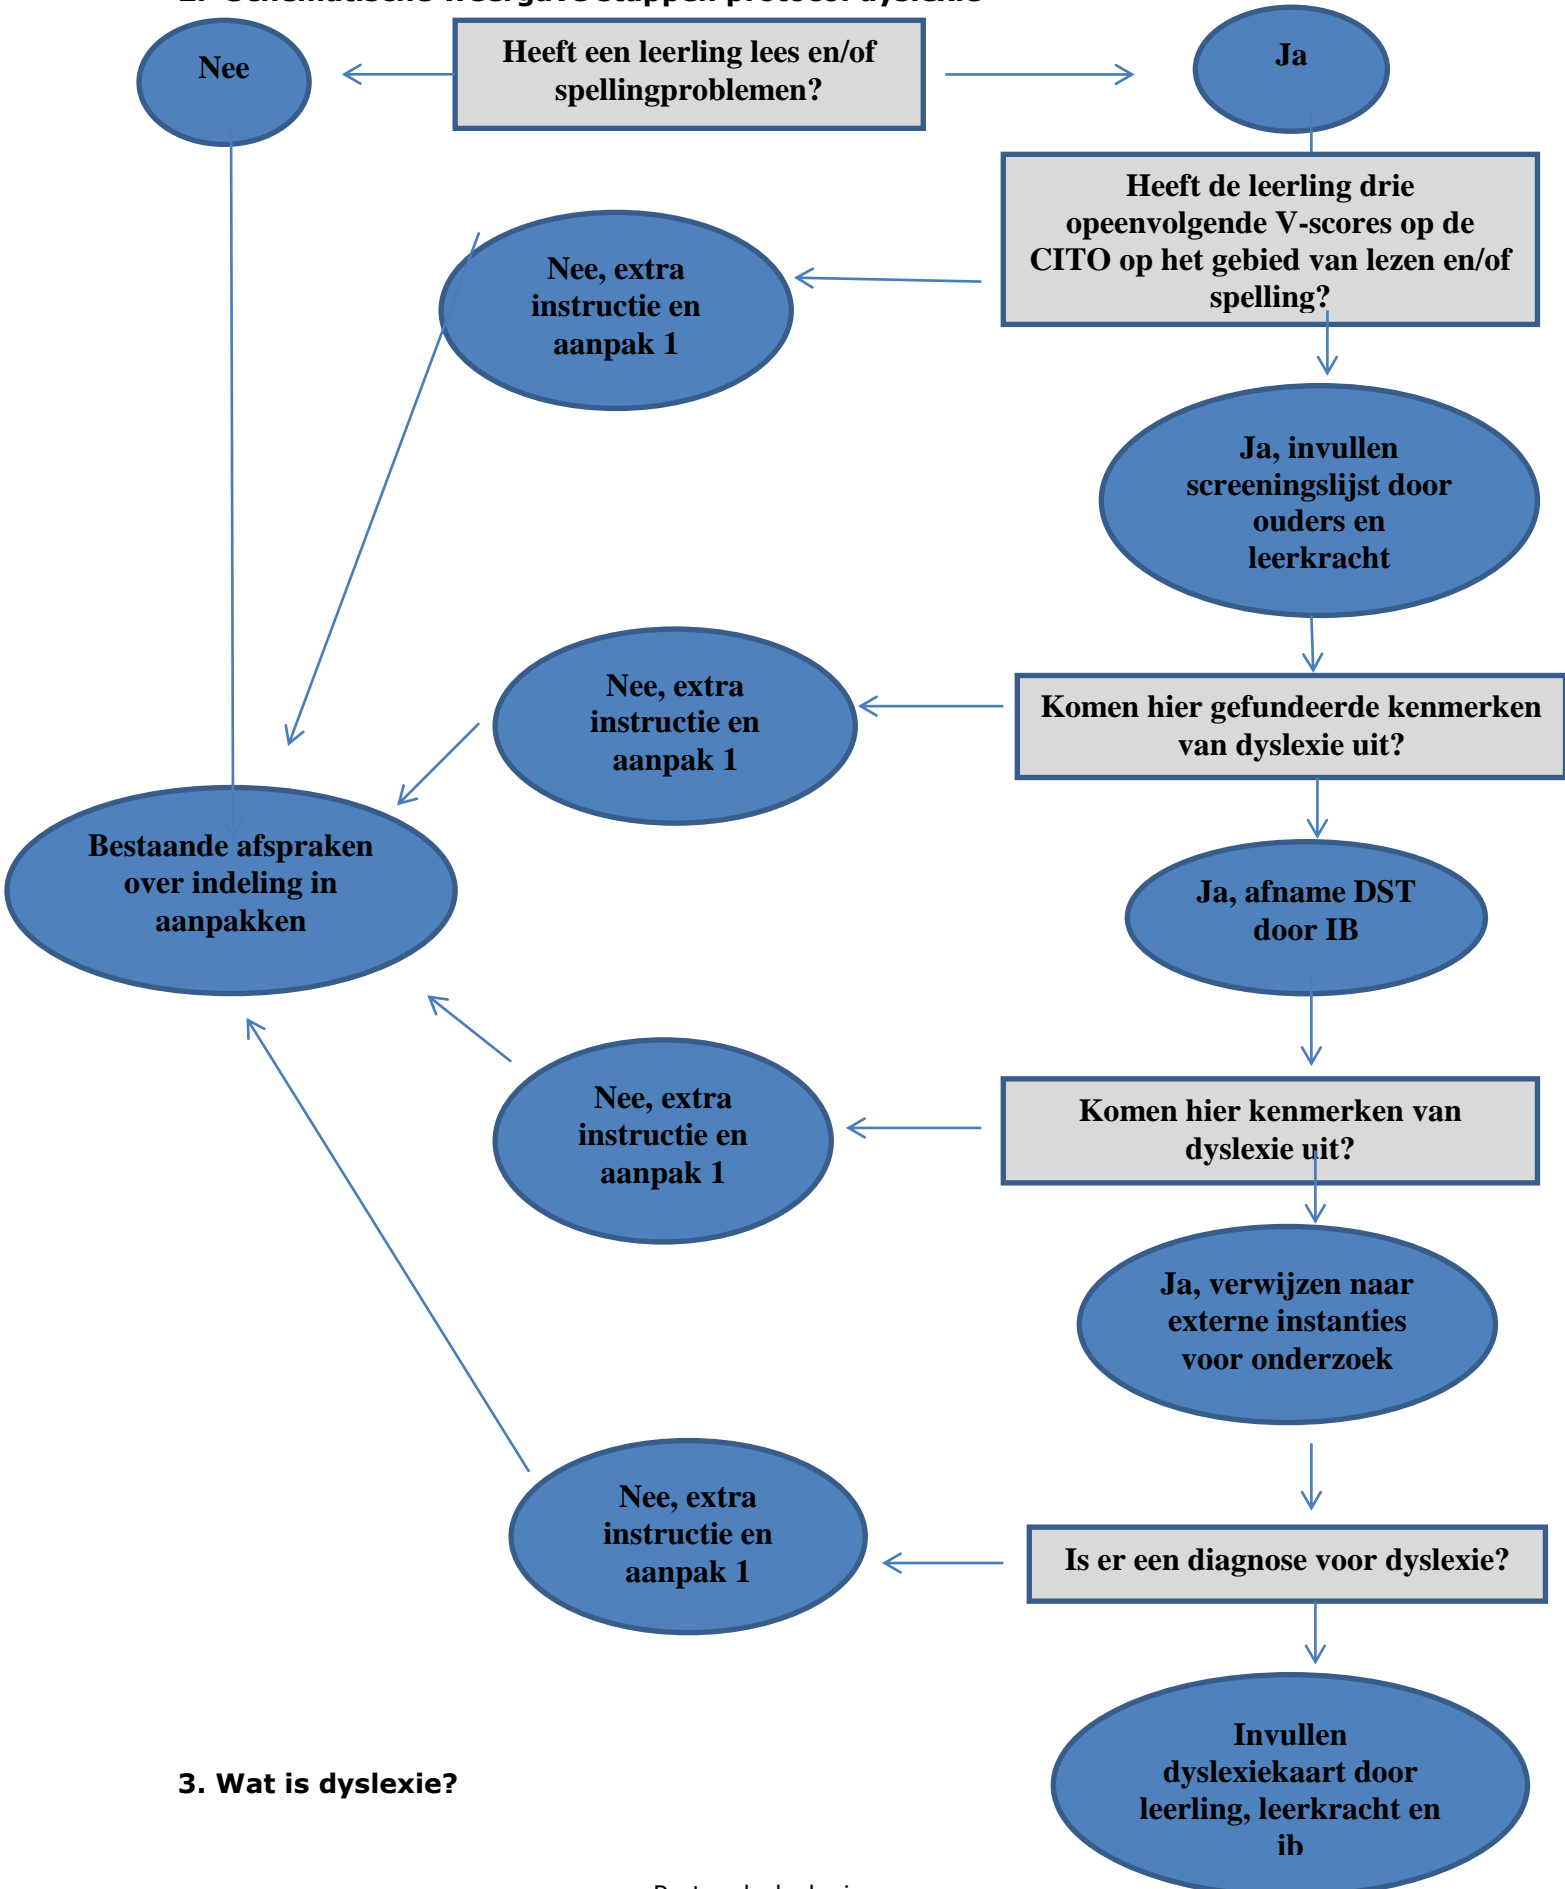 Schematische weergave stappen protocol dyslexie
Nee
Heeft een leerling lees en/of
spellingproblemen?
Ja
Heeft de leerling drie
opeenvolgende V-scores op de
CITO op het gebied van lezen en/of
spelling?
Nee, extra
instructie en
aanpak 1
Ja, invullen
screeningslijst door
ouders en
leerkracht
Komen hier gefundeerde kenmerken
van dyslexie uit?
Nee, extra
instructie en
aanpak 1
Bestaande afspraken
over indeling in
aanpakken
Ja, afname DST
door IB
Komen hier kenmerken van
dyslexie uit?
Nee, extra
instructie en
aanpak 1
Ja, verwijzen naar
externe instanties
voor onderzoek
Is er een diagnose voor dyslexie?
Nee, extra
instructie en
aanpak 1
Invullen
dyslexiekaart door
leerling, leerkracht en
ib
3. Wat is dyslexie?